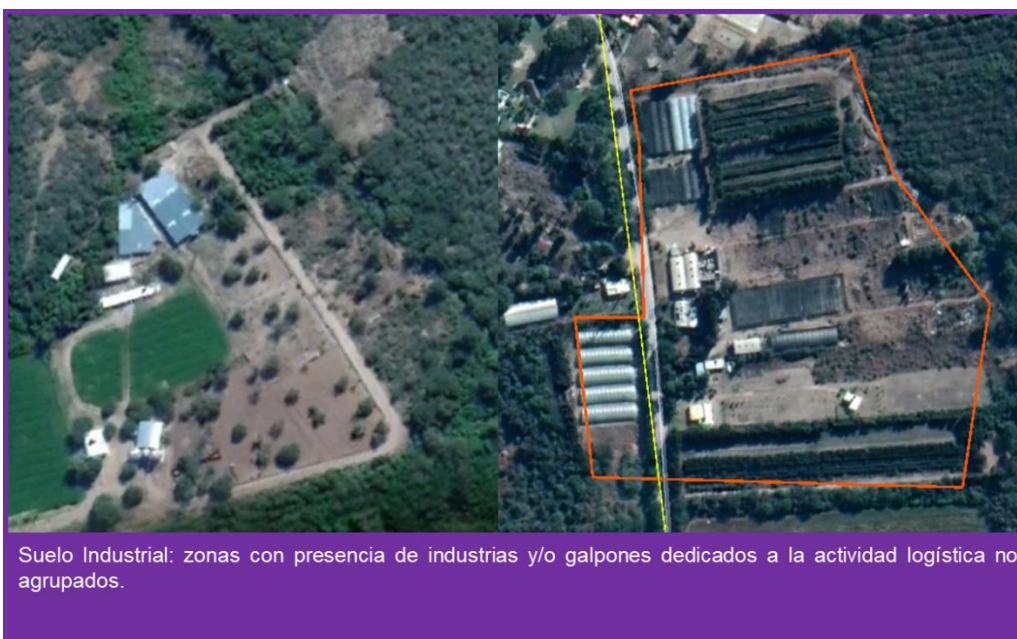 Suelo Industrial: zonas con presencia de industrias y/o galpones dedicados a la actividad logística no
agrupados.